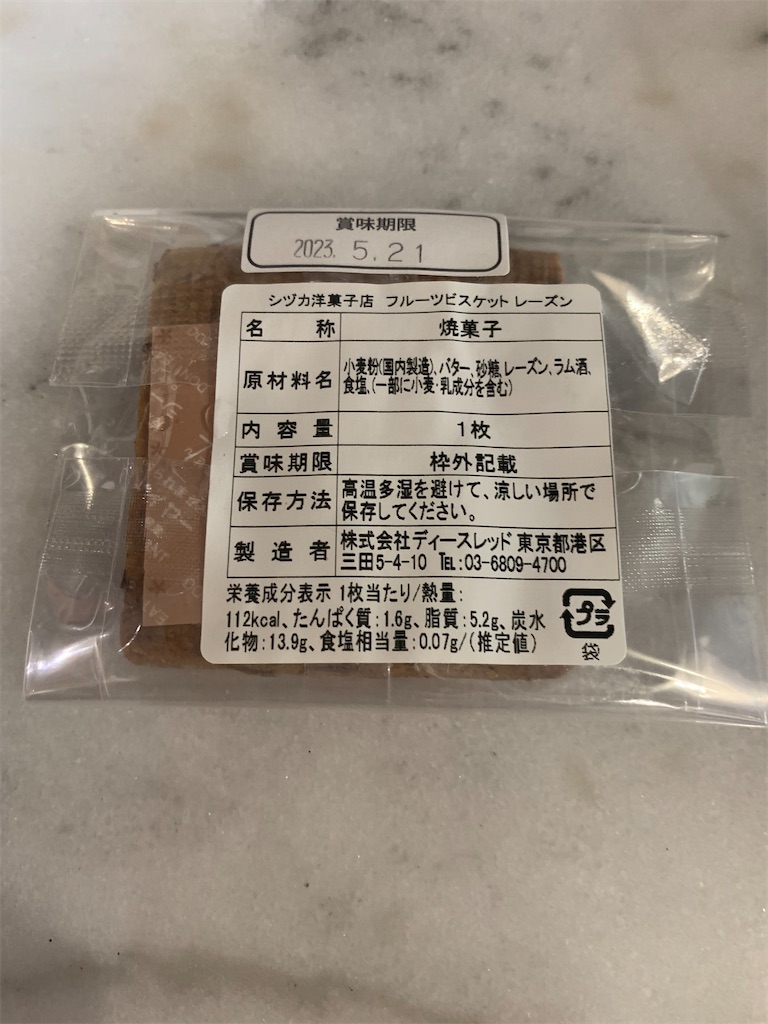 賞味期限
2023. 5.21
シヅカ洋菓子店 フルーツビスケット レーズン
名 称 焼菓子
原材料名 小麦粉(国内製造)、バター、砂糖、レーズン、ラム酒、
食塩、(一部に小麦・乳成分を含む)
内容量 1枚
賞味期限 枠外記載
保存方法 高温多湿を避けて、涼しい場所で
保存してください。
製造者 株式会社ディースレッド 東京都港区
三田5-4-10 TEL:03-6809-4700
栄養成分表示 1枚当たり/熱量:
112kcal、たんぱく質:1.6g、脂質:5.2g、炭水
化物:13.9g、食塩相当量:0.07g/(推定値)
プラ
袋